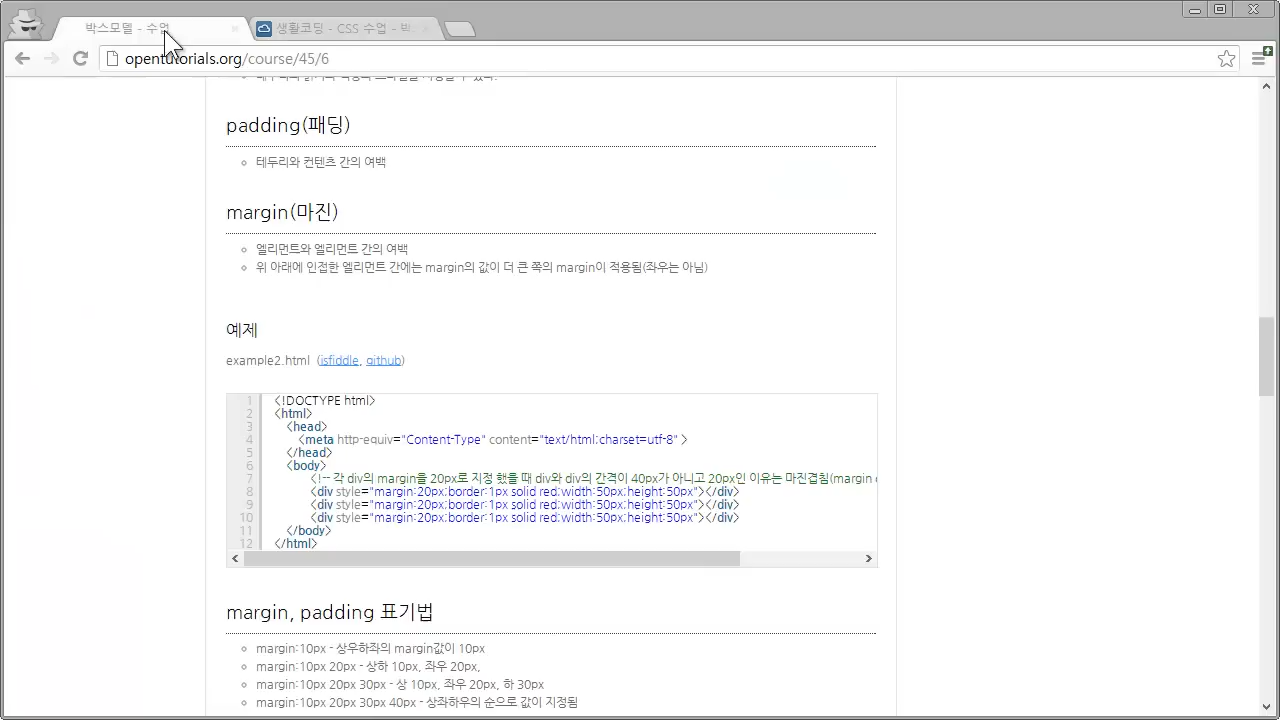 박스모델 - 수업
생활코딩 - CSS 수업 - 박
opentutorials.org/course/45/6
padding(패딩)
테두리와 컨텐츠 간의 여백
margin(마진)
엘리먼트와 엘리먼트 간의 여백
위 아래에 인접한 엘리먼트 간에는 margin의 값이 더 큰 쪽의 margin이 적용됨(좌우는 아님)
예제
example2.html (jsfiddle, github)
1 <!DOCTYPE html>
2 <html>
3 <head>
4 <meta http-equiv="Content-Type" content="text/html;charset=utf-8" >
5 </head>
6 <body>
7 <!-- 각 div의 margin을 20px로 지정 했을 때 div와 div의 간격이 40px가 아니고 20px인 이유는 마진겹침(margin
8 <div style="margin:20px;border:1px solid red;width:50px;height:50px"></div>
9 <div style="margin:20px;border:1px solid red;width:50px;height:50px"></div>
10 <div style="margin:20px;border:1px solid red;width:50px;height:50px"></div>
11 </body>
12 </html>
margin, padding 표기법
margin:10px - 상우하좌의 margin값이 10px
margin:10px 20px - 상하 10px, 좌우 20px,
margin:10px 20px 30px - 상 10px, 좌우 20px, 하 30px
margin:10px 20px 30px 40px - 상좌하우의 순으로 값이 지정됨